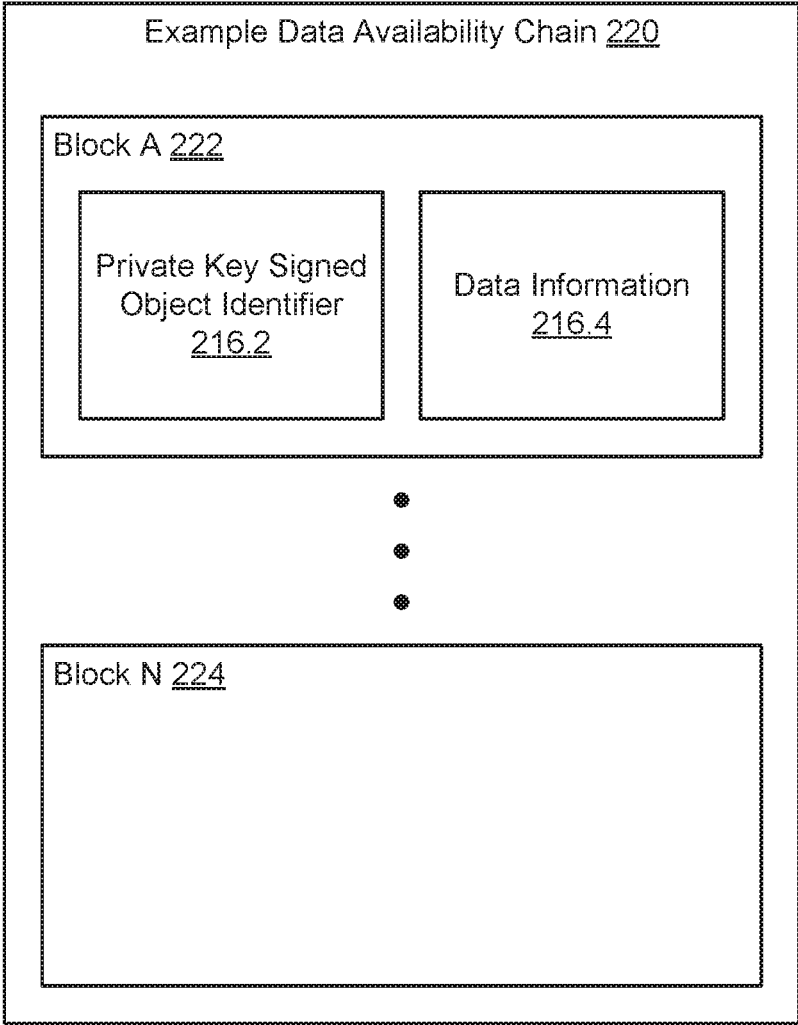 Example Data Availability Chain 220
Block A 222
Private Key Signed
Object Identifier
216.2
Data Information
216.4
Block N 224